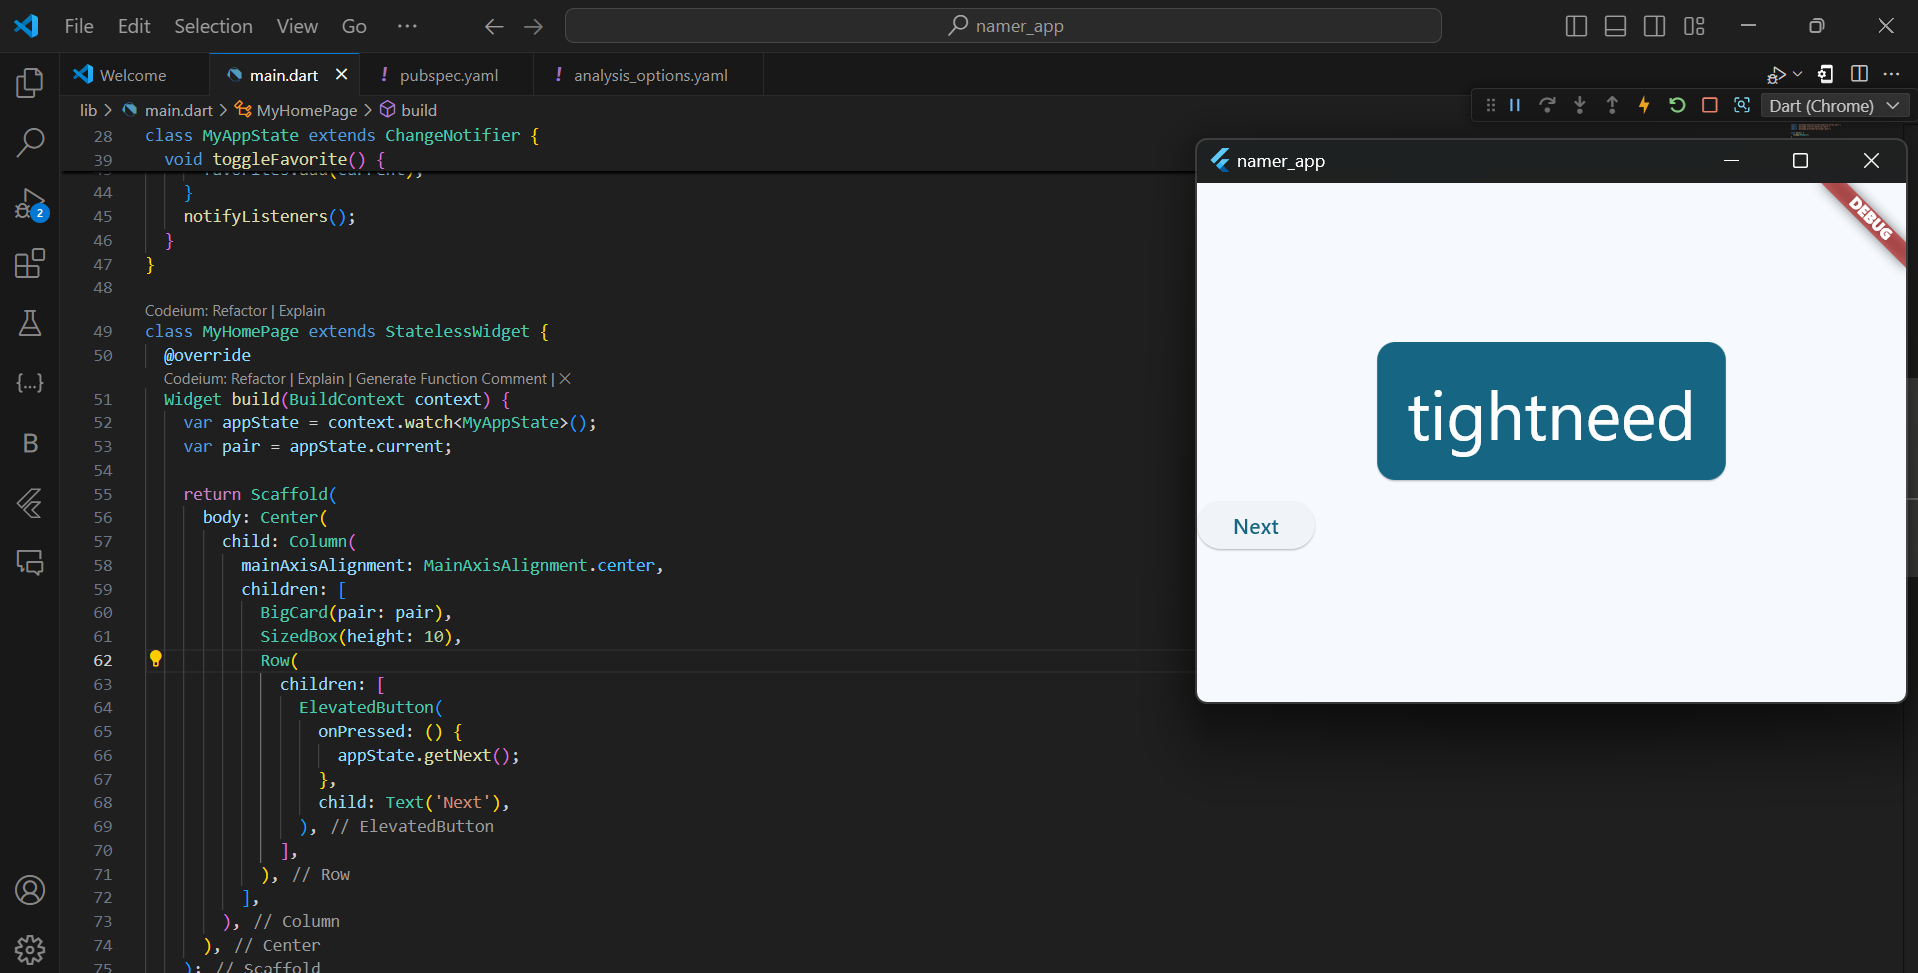 File Edit Selection View Go ··· namer_app
Welcome main.dart pubspec.yaml analysis_options.yaml
lib > main.dart > MyHomePage > build
Dart (Chrome)
28 class MyAppState extends ChangeNotifier {
39 void toggleFavorite() {
44 }
45 notifyListeners();
46 }
47 }
48
Codeium: Refactor | Explain
49 class MyHomePage extends StatelessWidget {
50 @override
Codeium: Refactor | Explain | Generate Function Comment | X
51 Widget build(BuildContext context) {
52 var appState = context.watch<MyAppState>();
53 var pair = appState.current;
54
55 return Scaffold(
56 body: Center(
57 child: Column(
58 mainAxisAlignment: MainAxisAlignment.center,
59 children: [
60 BigCard(pair: pair),
61 SizedBox(height: 10),
62 Row(
63 children: [
64 ElevatedButton(
65 onPressed: () {
66 appState.getNext();
67 },
68 child: Text('Next'),
69 ), // ElevatedButton
70 ],
71 ), // Row
72 ],
73 ), // Column
74 ), // Center
75 ); // Scaffold
2
B
namer_app
DEBUG
tightneed
Next